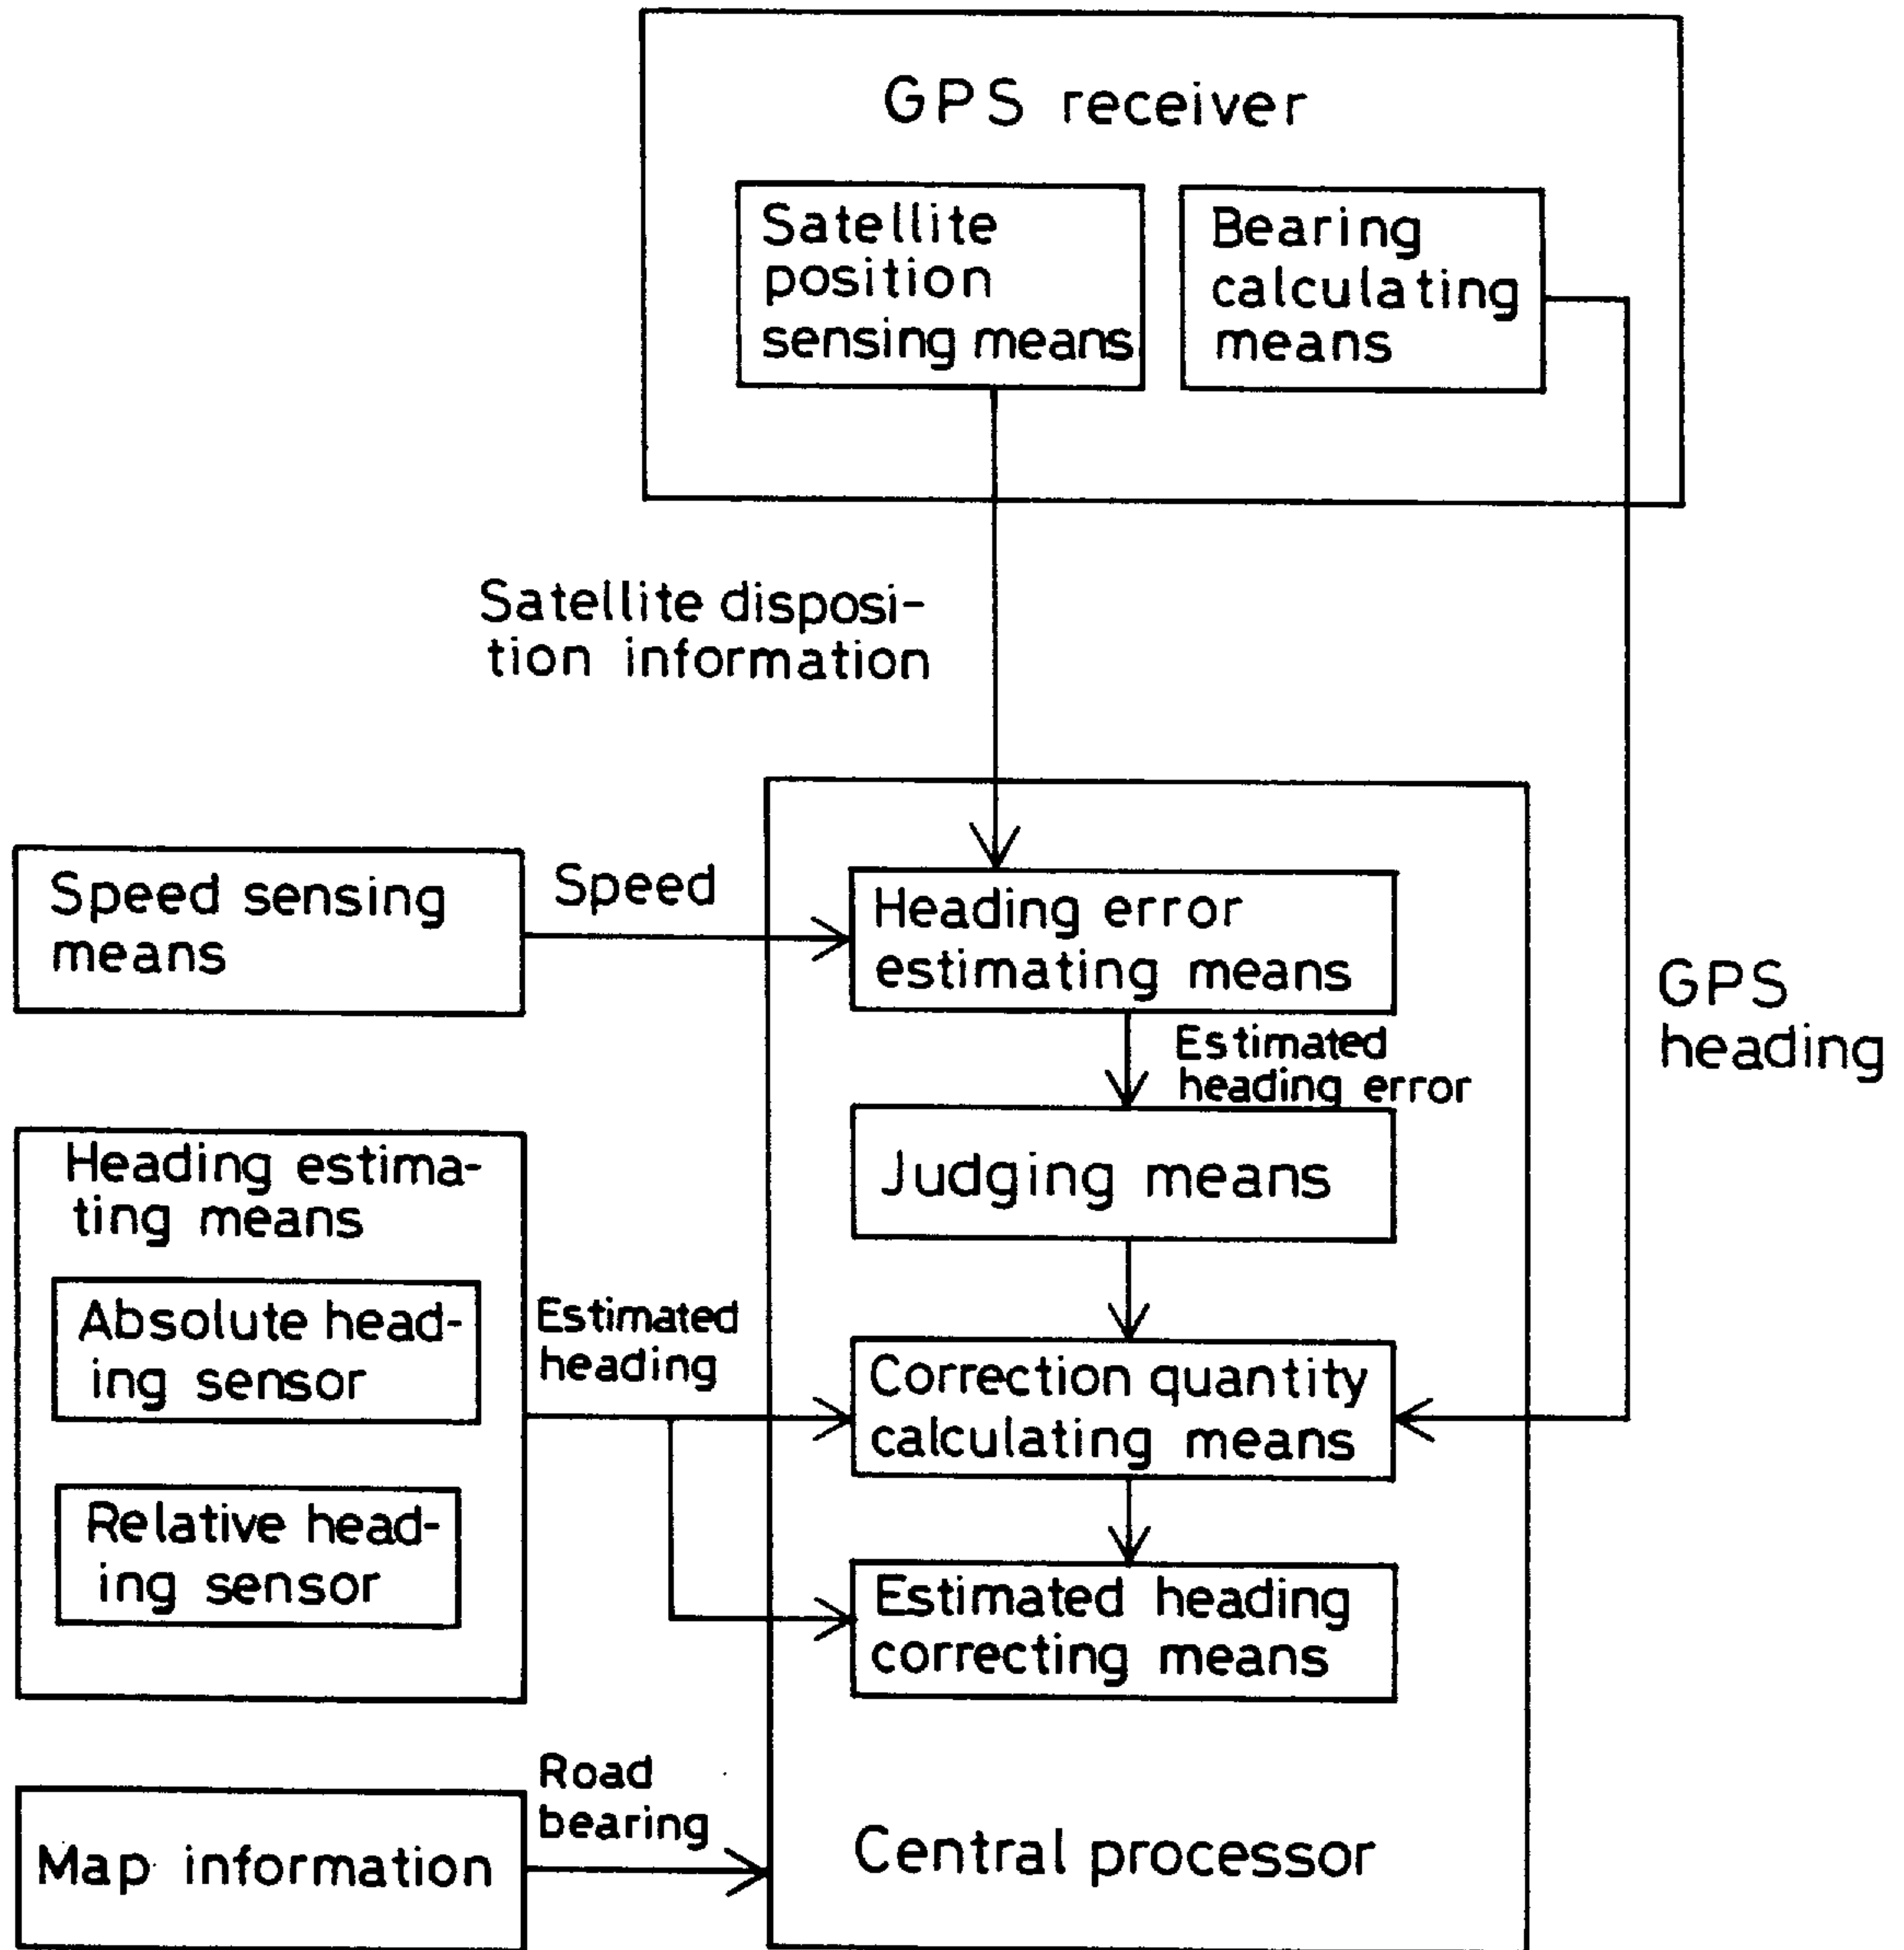 GPS receiver
Satellite
position
sensing means
Bearing
calculating
means
Satellite disposi-
tion information
Speed sensing
means
Speed
Heading error
estimating means
GPS
heading
Estimated
heading error
Judging means
Heading estima-
ting means
Absolute head-
ing sensor
Relative head-
ing sensor
Estimated
heading
Correction quantity
calculating means
Estimated heading
correcting means
Map information
Road
bearing
Central processor